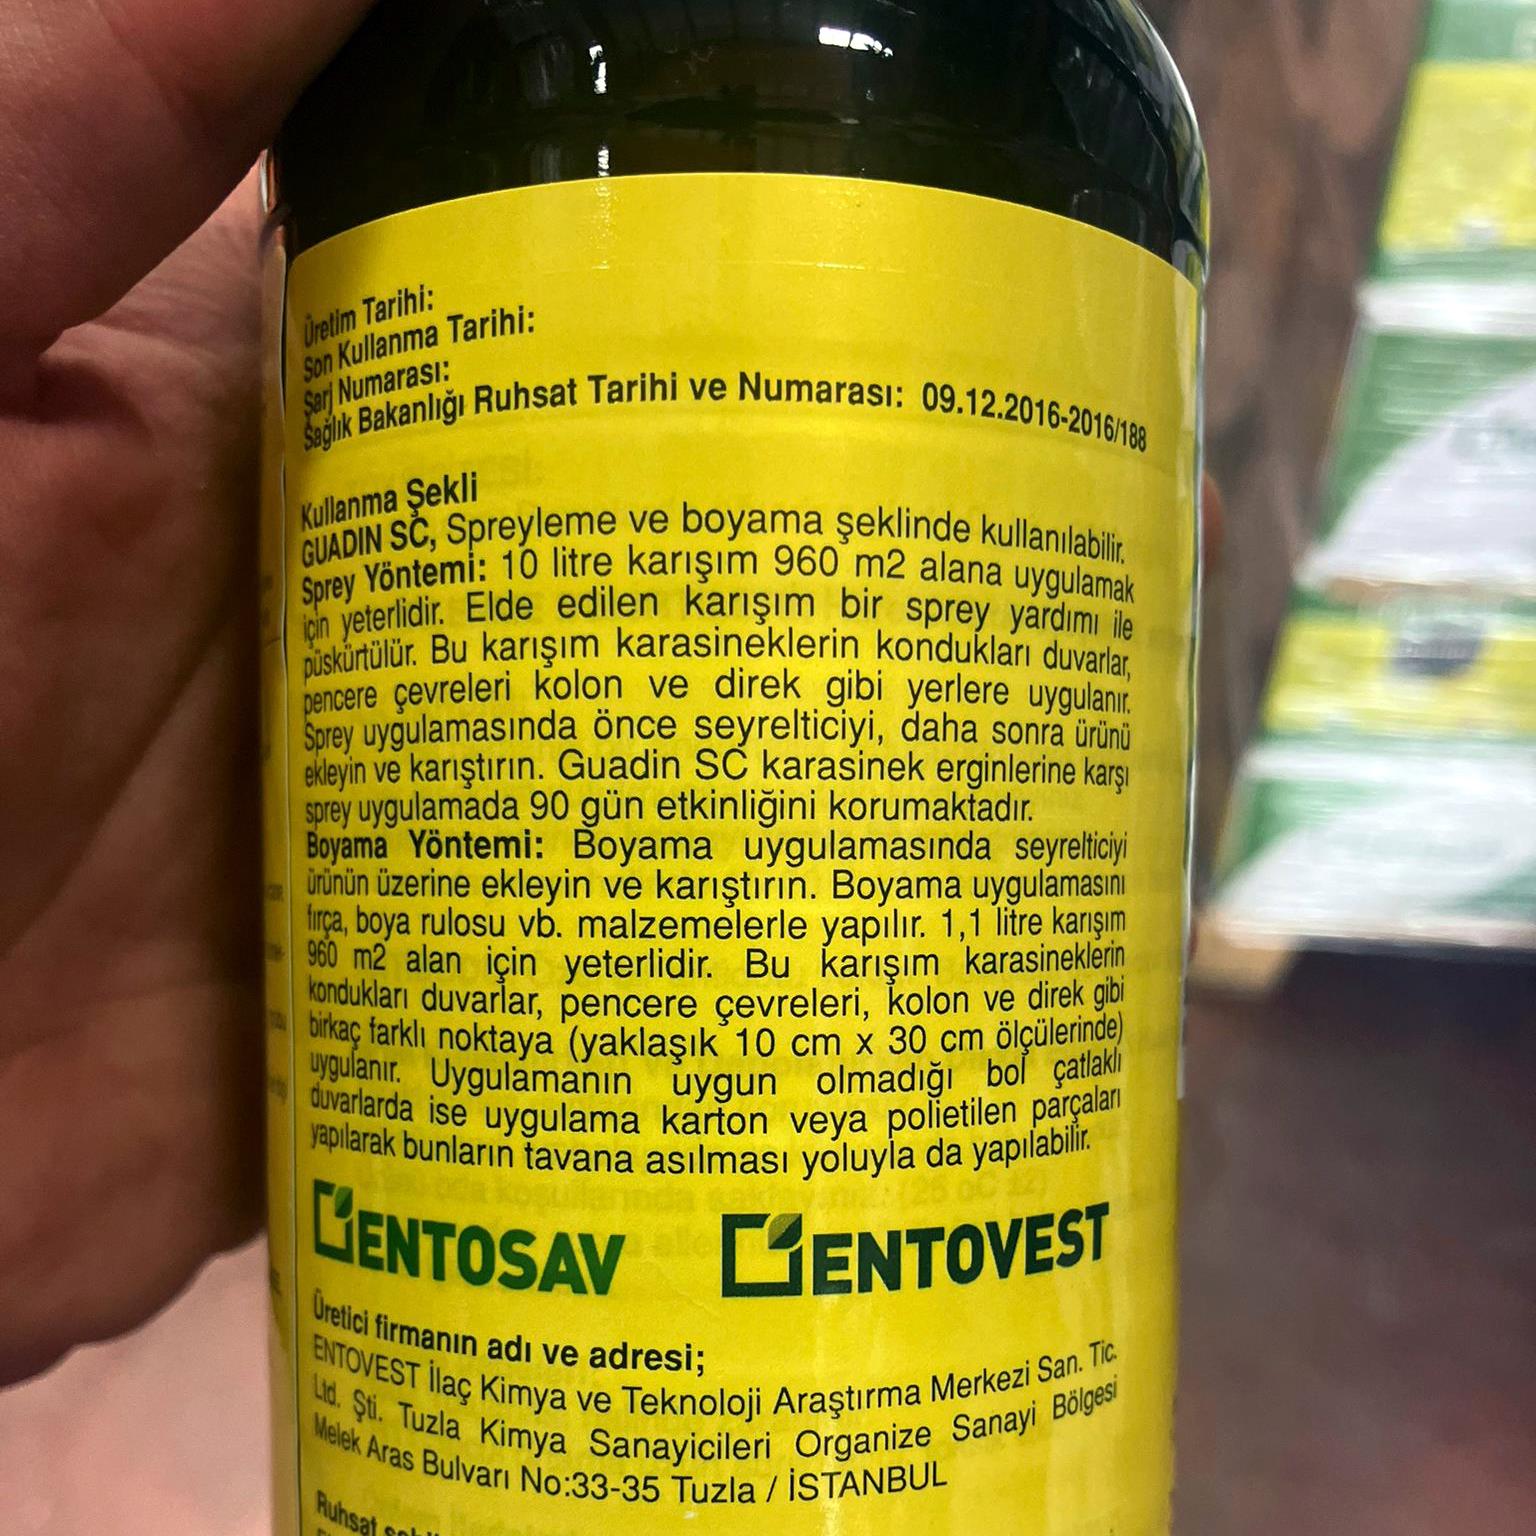 Üretim Tarihi:
Son Kullanma Tarihi:
Şarj Numarası:
Sağlık Bakanlığı Ruhsat Tarihi ve Numarası: 09.12.2016-2016/188
Kullanma Şekli
GUADIN SC, Spreyleme ve boyama şeklinde kullanılabilir.
Sprey Yöntemi: 10 litre karışım 960 m2 alana uygulamak
için yeterlidir. Elde edilen karışım bir sprey yardımı ile
püskürtülür. Bu karışım karasineklerin kondukları duvarlar,
pencere çevreleri kolon ve direk gibi yerlere uygulanır.
Sprey uygulamasında önce seyrelticiyi, daha sonra ürünü
ekleyin ve karıştırın. Guadin SC karasinek erginlerine karşı
sprey uygulamada 90 gün etkinliğini korumaktadır.
Boyama Yöntemi: Boyama uygulamasında seyrelticiyi
ürünün üzerine ekleyin ve karıştırın. Boyama uygulamasını
fırça, boya rulosu vb. malzemelerle yapılır. 1,1 litre karışım
960 m2 alan için yeterlidir. Bu karışım karasineklerin
kondukları duvarlar, pencere çevreleri, kolon ve direk gibi
birkaç farklı noktaya (yaklaşık 10 cm x 30 cm ölçülerinde)
uygulanır. Uygulamanın uygun olmadığı bol çatlaklı
duvarlarda ise uygulama karton veya polietilen parçaları
yapılarak bunların tavana asılması yoluyla da yapılabilir.
ENTOSAV ENTOVEST
Üretici firmanın adı ve adresi;
ENTOVEST İlaç Kimya ve Teknoloji Araştırma Merkezi San. Tic.
Ltd. Şti. Tuzla Kimya Sanayicileri Organize Sanayi Bölgesi
Melek Aras Bulvarı No:33-35 Tuzla / İSTANBUL
Ruhsat